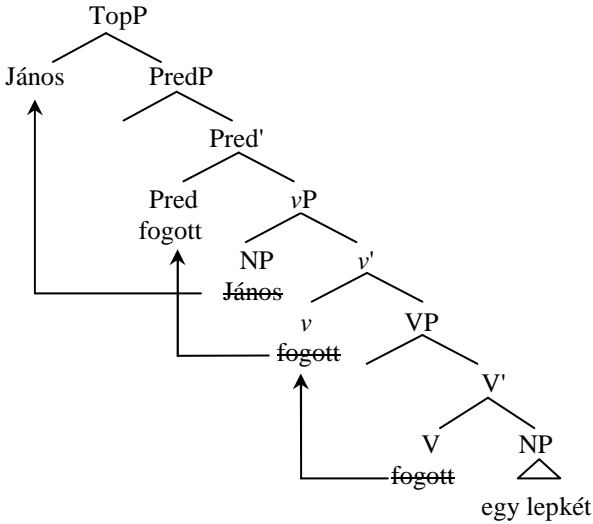 TopP
János PredP
Pred'
Pred vP
fogott
NP v'
János
v VP
fogott
V'
V NP
fogott
egy lepkét